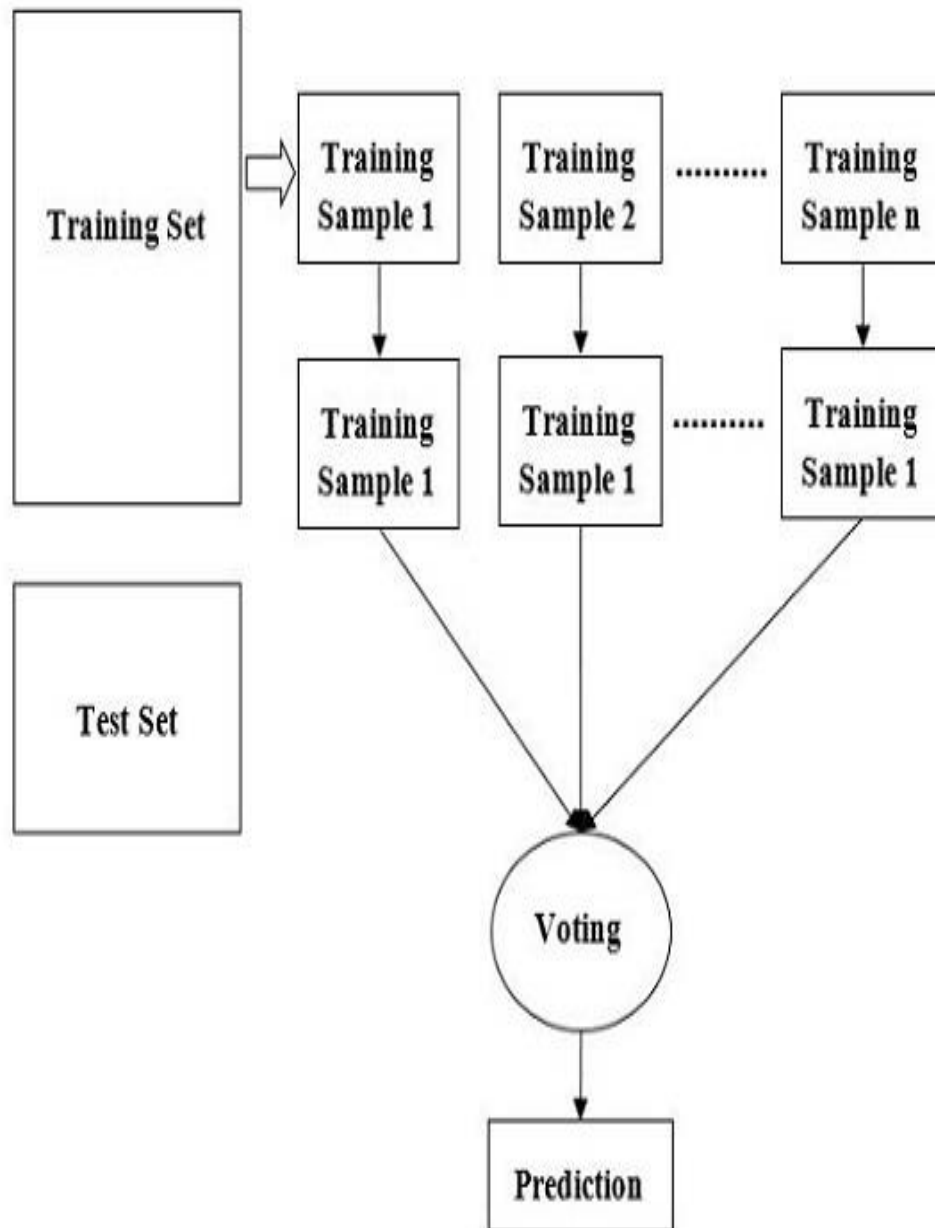 Training Set
Training
Sample 1
Training
Sample 2
Training
Sample n
Training
Sample 1
Training
Sample 1
Training
Sample 1
Test Set
Voting
Prediction